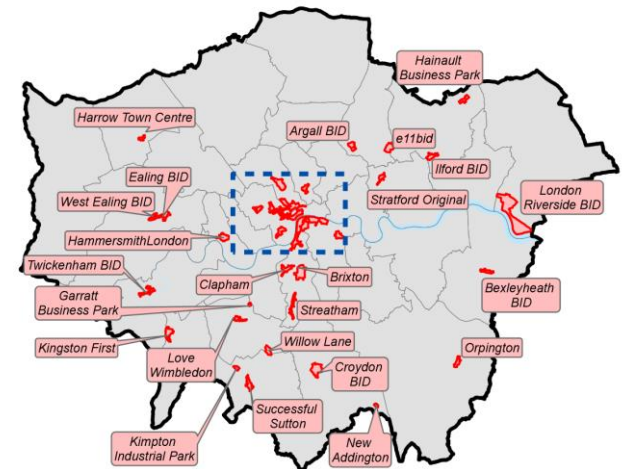 Hainault
Business Park
Harrow Town Centre
Argall BID
e11bid
Ilford BID
Ealing BID
West Ealing BID
Stratford Original
London
Riverside BID
HammersmithLondon
Twickenham BID
Clapham
Brixton
Bexleyheath
BID
Garratt
Business Park
Streatham
Kingston First
Love
Wimbledon
Willow Lane
Croydon
BID
Orpington
Kimpton
Industrial Park
Successful
Sutton
New
Addington